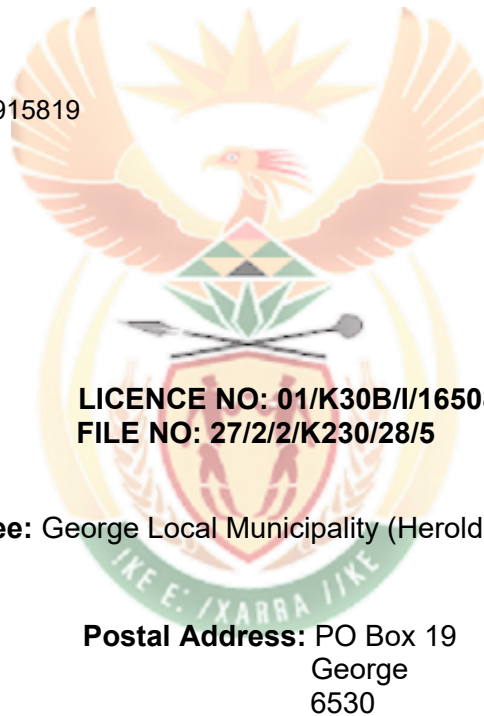 915819
LICENCE NO: 01/K30B/I/1650
FILE NO: 27/2/2/K230/28/5
ee: George Local Municipality (Herold
!KE E: /XARRA //KE
Postal Address: PO Box 19
George
6530